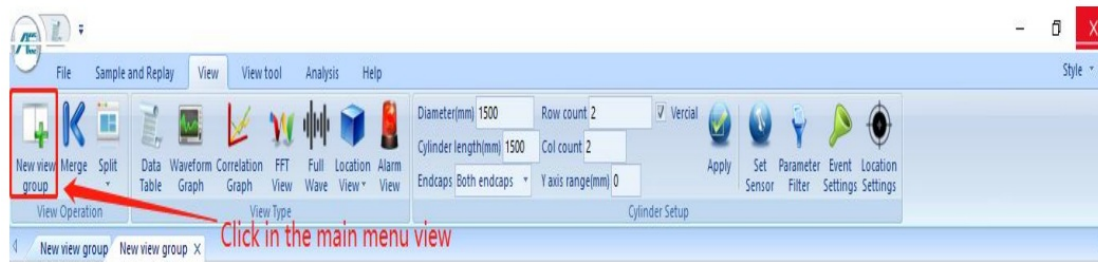 AE
File Sample and Replay View View tool Analysis Help Style
Diameter(mm) 1500 Row count 2 Vercial
Cylinder length(mm) 1500 Col count 2
Endcaps Both endcaps Y axis range(mm) 0
New view group Merge Split Data Table Waveform Graph Correlation Graph FFT View Full Wave Location View Alarm View Apply Set Sensor Parameter Filter Event Settings Location Settings
View Operation View Type Cylinder Setup
Click in the main menu view
New view group New view group X